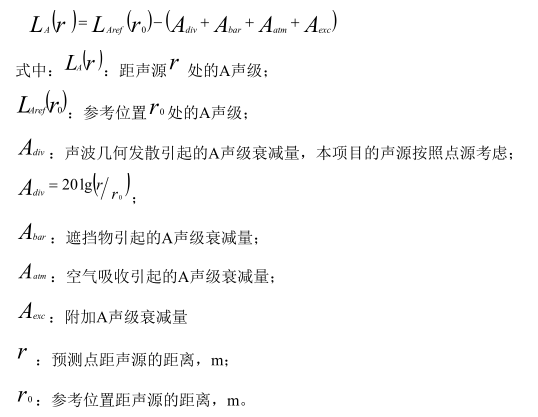 L_A(r)=L_Aref(r_0)-(A_div+A_bar+A_atm+A_exc)
式中：L_A(r)：距声源 r 处的A声级；
L_Aref(r_0)：参考位置 r_0 处的A声级；
A_div：声波几何发散引起的A声级衰减量，本项目的声源按照点源考虑；
A_div=20lg(r/r_0)；
A_bar：遮挡物引起的A声级衰减量；
A_atm：空气吸收引起的A声级衰减量；
A_exc：附加A声级衰减量
r：预测点距声源的距离，m；
r_0：参考位置距声源的距离，m。